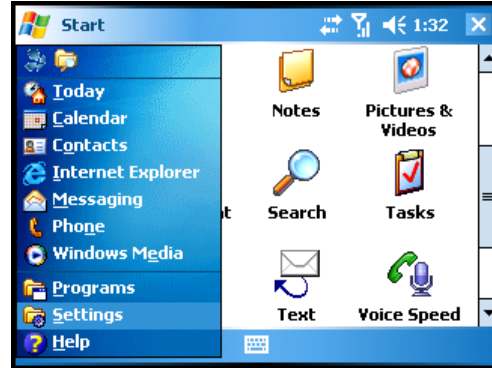 Start
1:32
Today
Calendar
Contacts
Internet Explorer
Messaging
Phone
Windows Media
Programs
Settings
Help
Notes
Pictures &
Videos
t
Search
Tasks
Text
Voice Speed